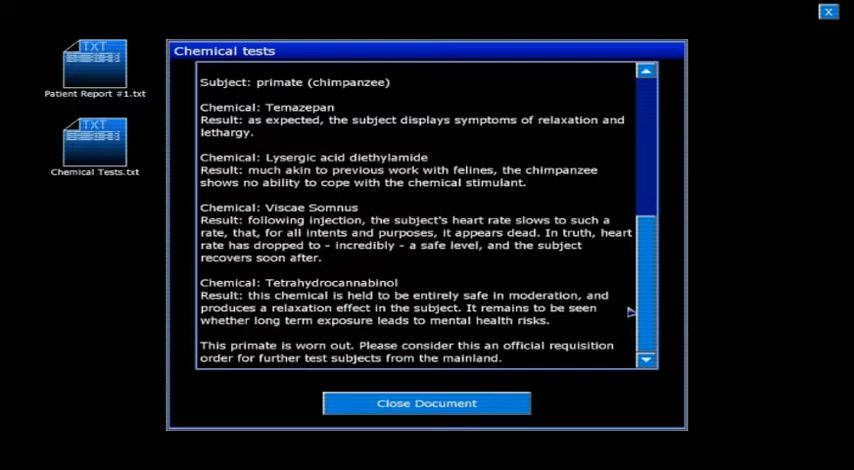 X
TXT
Patient Report #1.txt
TXT
Chemical Tests.txt
Chemical tests
Subject: primate (chimpanzee)
Chemical: Temazepan
Result: as expected, the subject displays symptoms of relaxation and
lethargy.
Chemical: Lysergic acid diethylamide
Result: much akin to previous work with felines, the chimpanzee
shows no ability to cope with the chemical stimulant.
Chemical: Viscae Somnus
Result: following injection, the subject's heart rate slows to such a
rate, that, for all intents and purposes, it appears dead. In truth, heart
rate has dropped to - incredibly - a safe level, and the subject
recovers soon after.
Chemical: Tetrahydrocannabinol
Result: this chemical is held to be entirely safe in moderation, and
produces a relaxation effect in the subject. It remains to be seen
whether long term exposure leads to mental health risks.
This primate is worn out. Please consider this an official requisition
order for further test subjects from the mainland.
Close Document